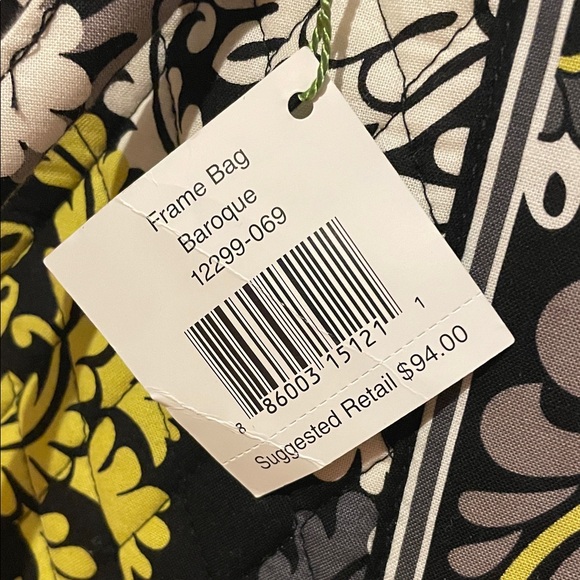 Frame Bag
Baroque
12299-069
8 86003 15121 1
Suggested Retail $94.00